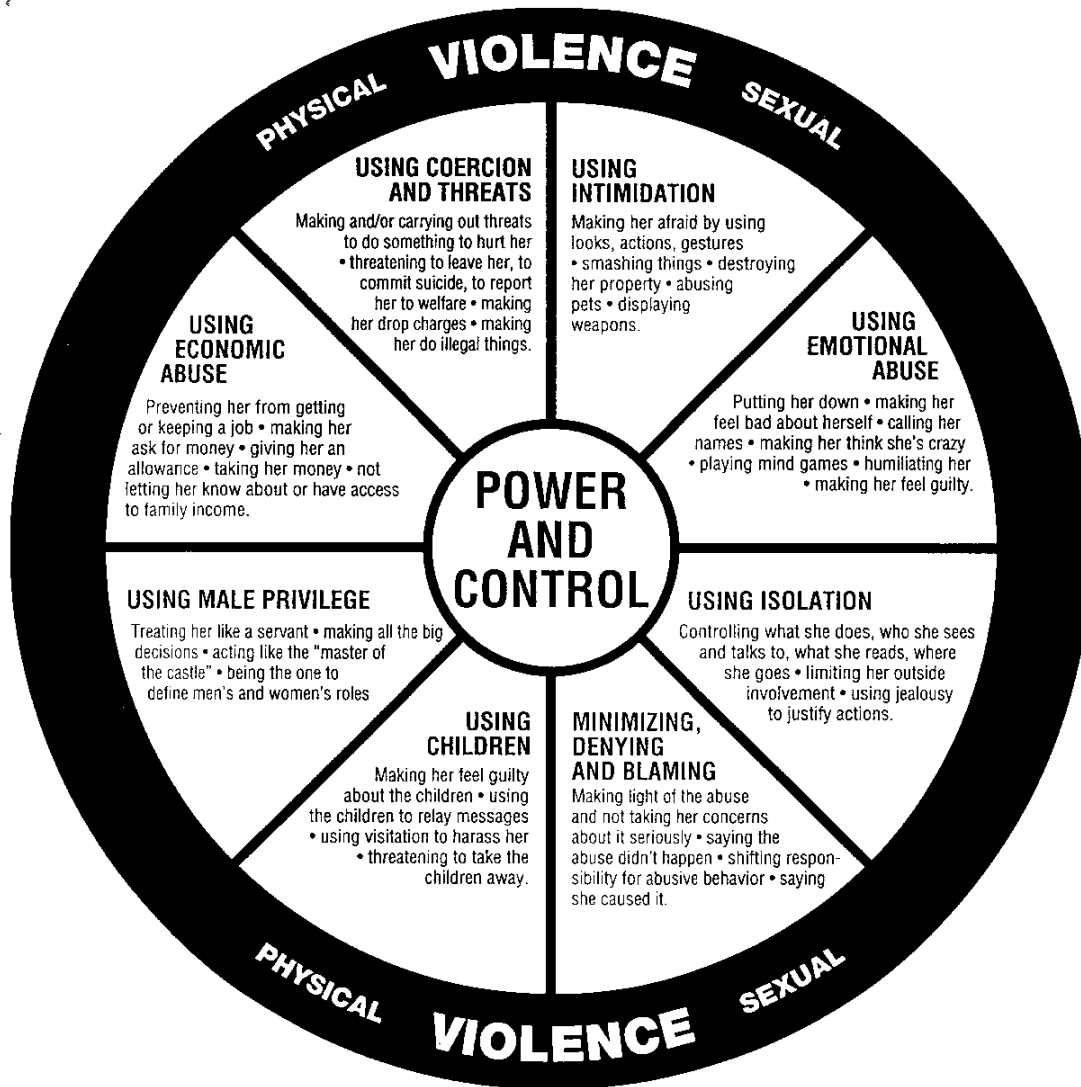 PHYSICAL VIOLENCE SEXUAL
USING COERCION
AND THREATS
Making and/or carrying out threats
to do something to hurt her
• threatening to leave her, to
commit suicide, to report
her to welfare • making
her drop charges • making
her do illegal things.
USING
INTIMIDATION
Making her afraid by using
looks, actions, gestures
• smashing things • destroying
her property • abusing
pets • displaying
weapons.
USING
ECONOMIC
ABUSE
Preventing her from getting
or keeping a job • making her
ask for money • giving her an
allowance • taking her money • not
letting her know about or have access
to family income.
USING
EMOTIONAL
ABUSE
Putting her down • making her
feel bad about herself • calling her
names • making her think she's crazy
• playing mind games • humiliating her
• making her feel guilty.
POWER
AND
CONTROL
USING MALE PRIVILEGE
Treating her like a servant • making all the big
decisions • acting like the "master of
the castle" • being the one to
define men's and women's roles
USING ISOLATION
Controlling what she does, who she sees
and talks to, what she reads, where
she goes • limiting her outside
involvement • using jealousy
to justify actions.
USING
CHILDREN
Making her feel guilty
about the children • using
the children to relay messages
• using visitation to harass her
• threatening to take the
children away.
MINIMIZING,
DENYING
AND BLAMING
Making light of the abuse
and not taking her concerns
about it seriously • saying the
abuse didn't happen • shifting respon-
sibility for abusive behavior • saying
she caused it.
PHYSICAL VIOLENCE SEXUAL